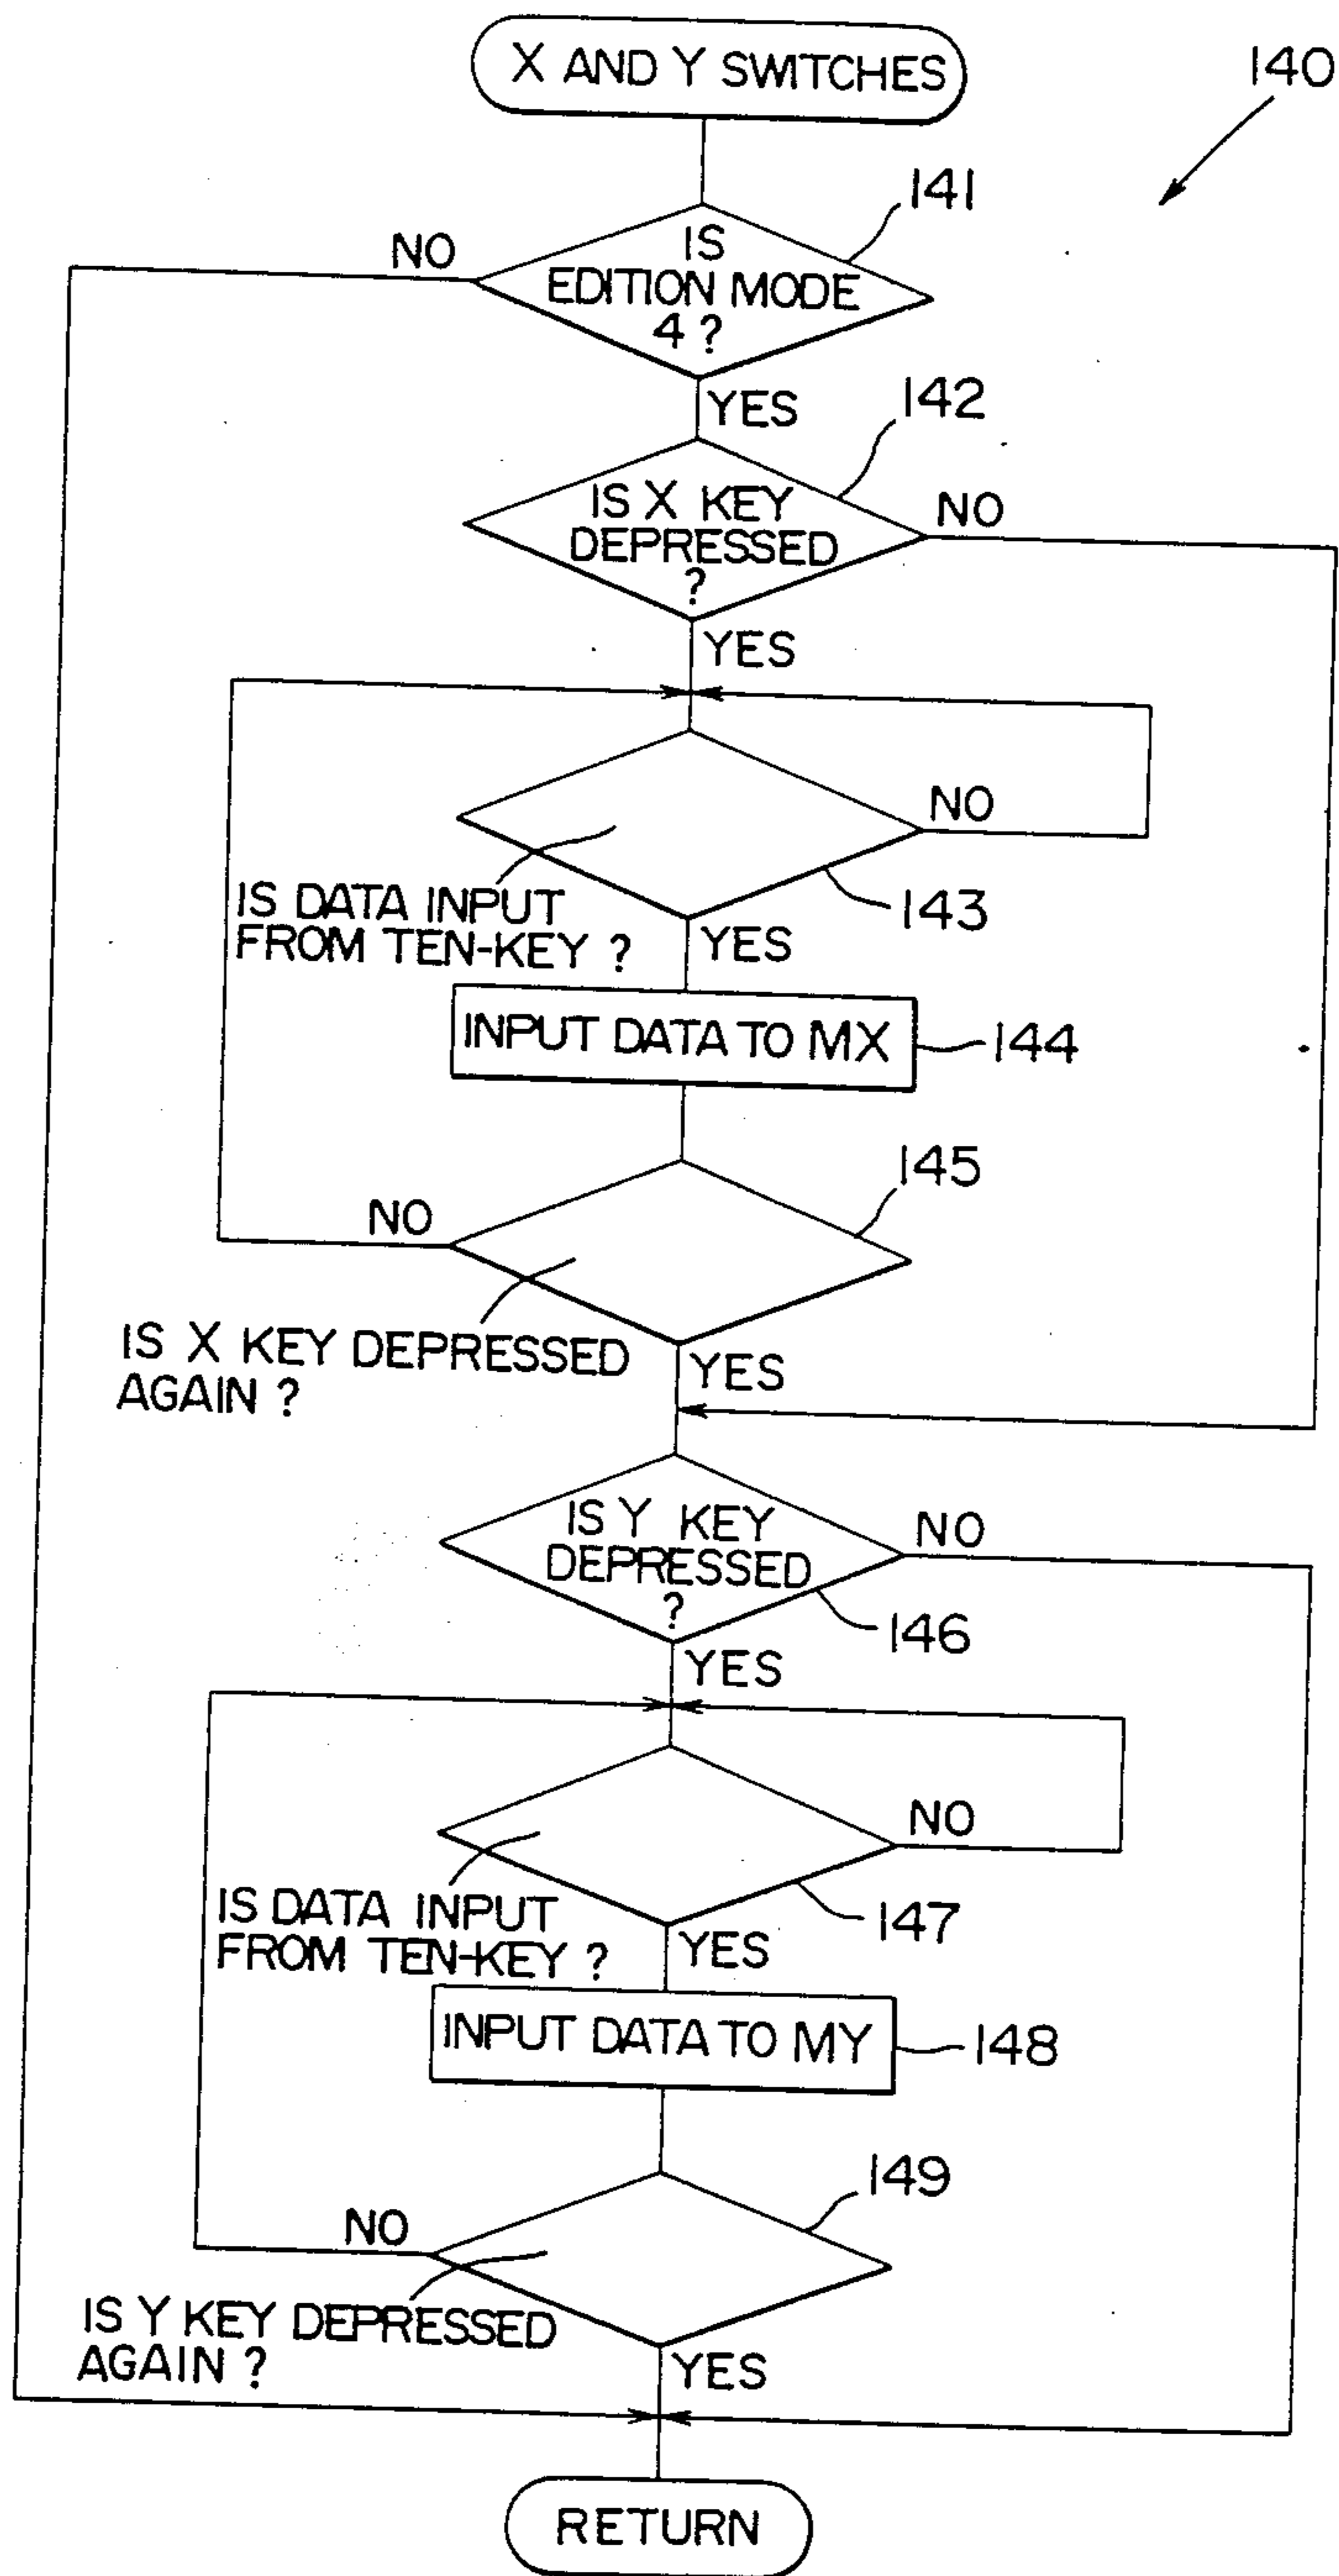 X AND Y SWITCHES
140
141
NO
IS
EDITION MODE
4 ?
YES
142
IS X KEY
DEPRESSED
?
NO
YES
NO
IS DATA INPUT
FROM TEN-KEY ?
143
YES
INPUT DATA TO MX
144
145
NO
IS X KEY DEPRESSED
AGAIN ?
YES
IS Y KEY
DEPRESSED
?
NO
146
YES
NO
IS DATA INPUT
FROM TEN-KEY ?
147
YES
INPUT DATA TO MY
148
149
NO
IS Y KEY DEPRESSED
AGAIN ?
YES
RETURN